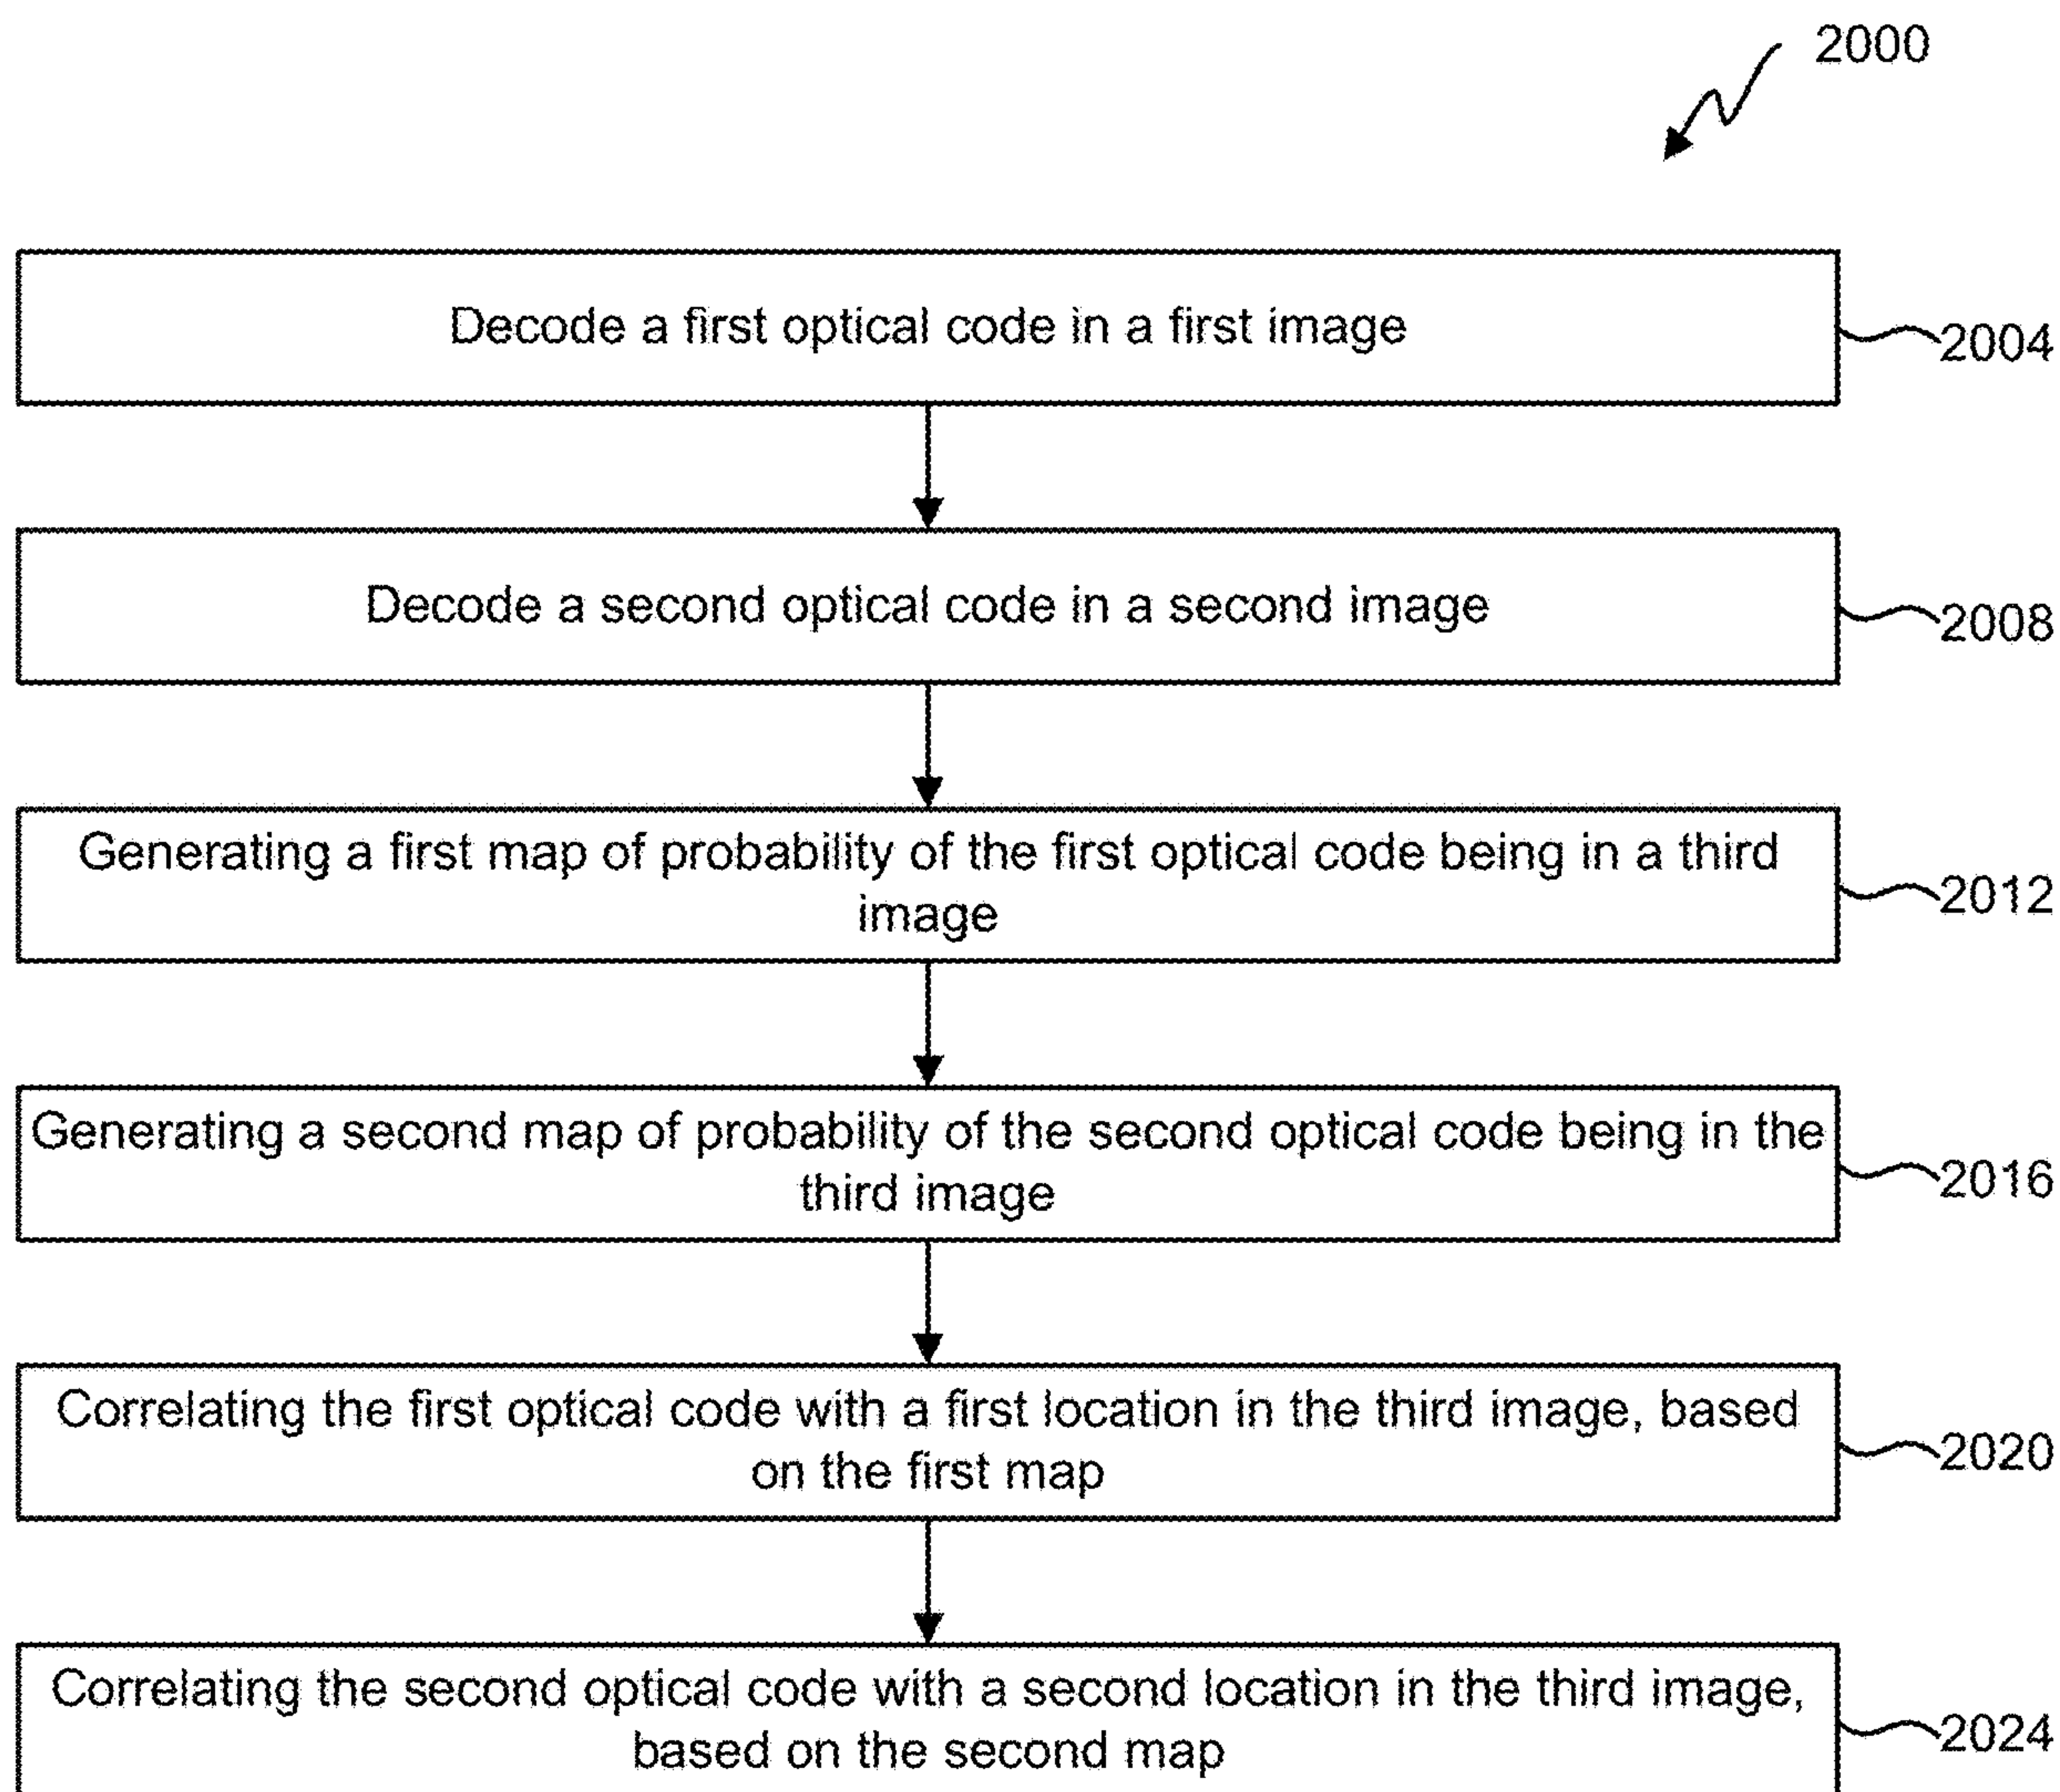 2000
Decode a first optical code in a first image
2004
Decode a second optical code in a second image
2008
Generating a first map of probability of the first optical code being in a third
image
2012
Generating a second map of probability of the second optical code being in the
third image
2016
Correlating the first optical code with a first location in the third image, based
on the first map
2020
Correlating the second optical code with a second location in the third image,
based on the second map
2024